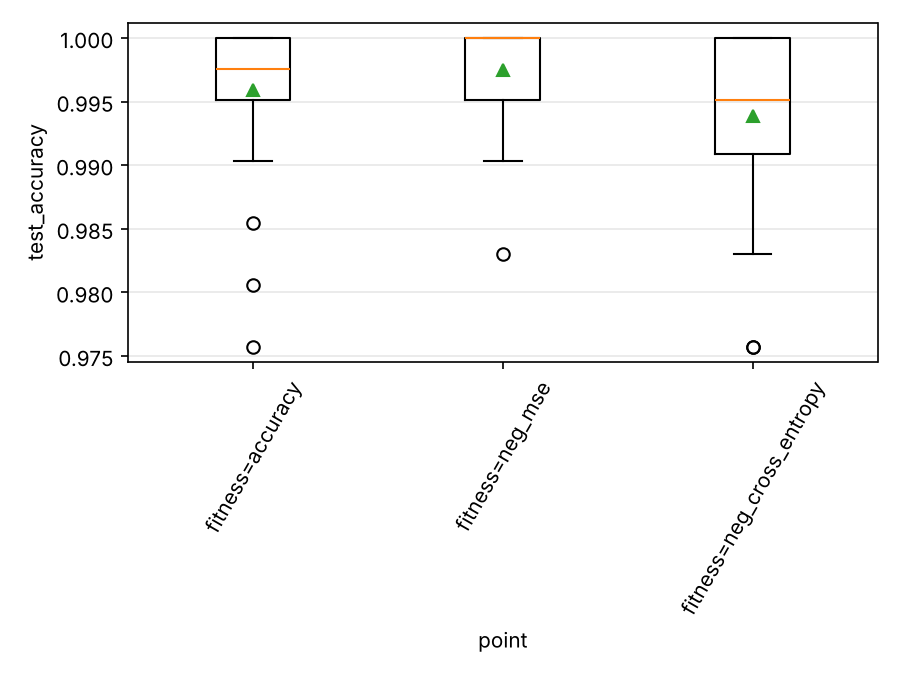 1.000
0.995
0.990
0.985
0.980
0.975
test_accuracy
fitness=accuracy
fitness=neg_mse
fitness=neg_cross_entropy
point